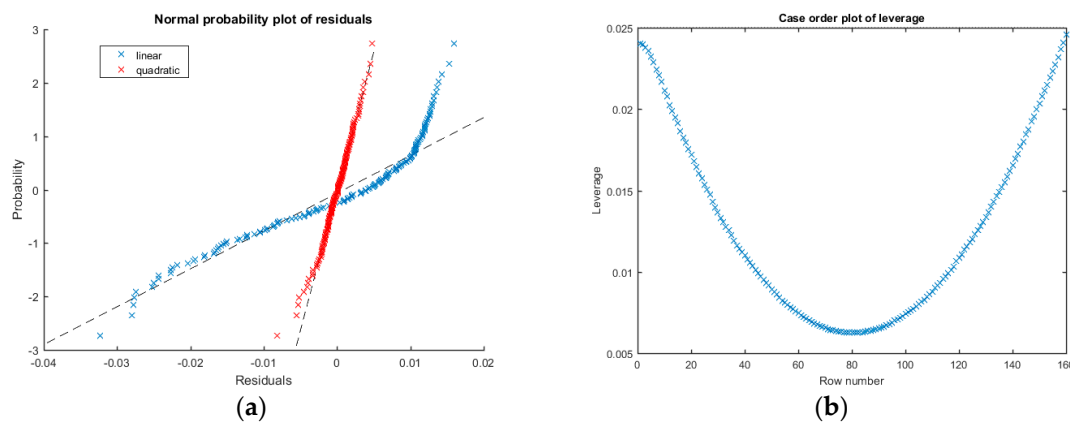 Normal probability plot of residuals
linear
quadratic
3
2
1
0
-1
-2
-3
Probability
-0.04
-0.03
-0.02
-0.01
0
0.01
0.02
Residuals
(a)
Case order plot of leverage
0.025
0.02
0.015
0.01
0.005
Leverage
0
20
40
60
80
100
120
140
160
Row number
(b)